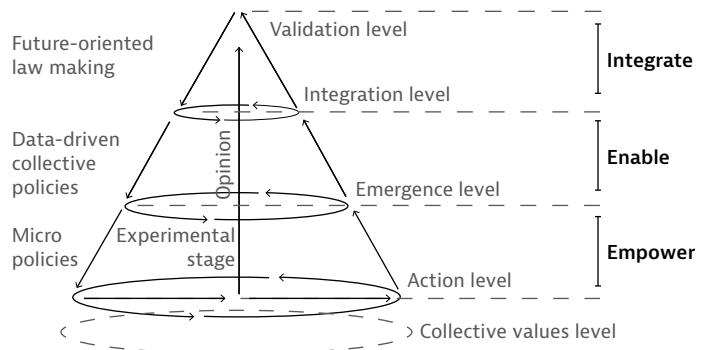 Validation level
Future-oriented
law making
Integrate
Integration level
Data-driven
collective
policies
Opinion
Enable
Emergence level
Micro
policies
Experimental
stage
Empower
Action level
Collective values level